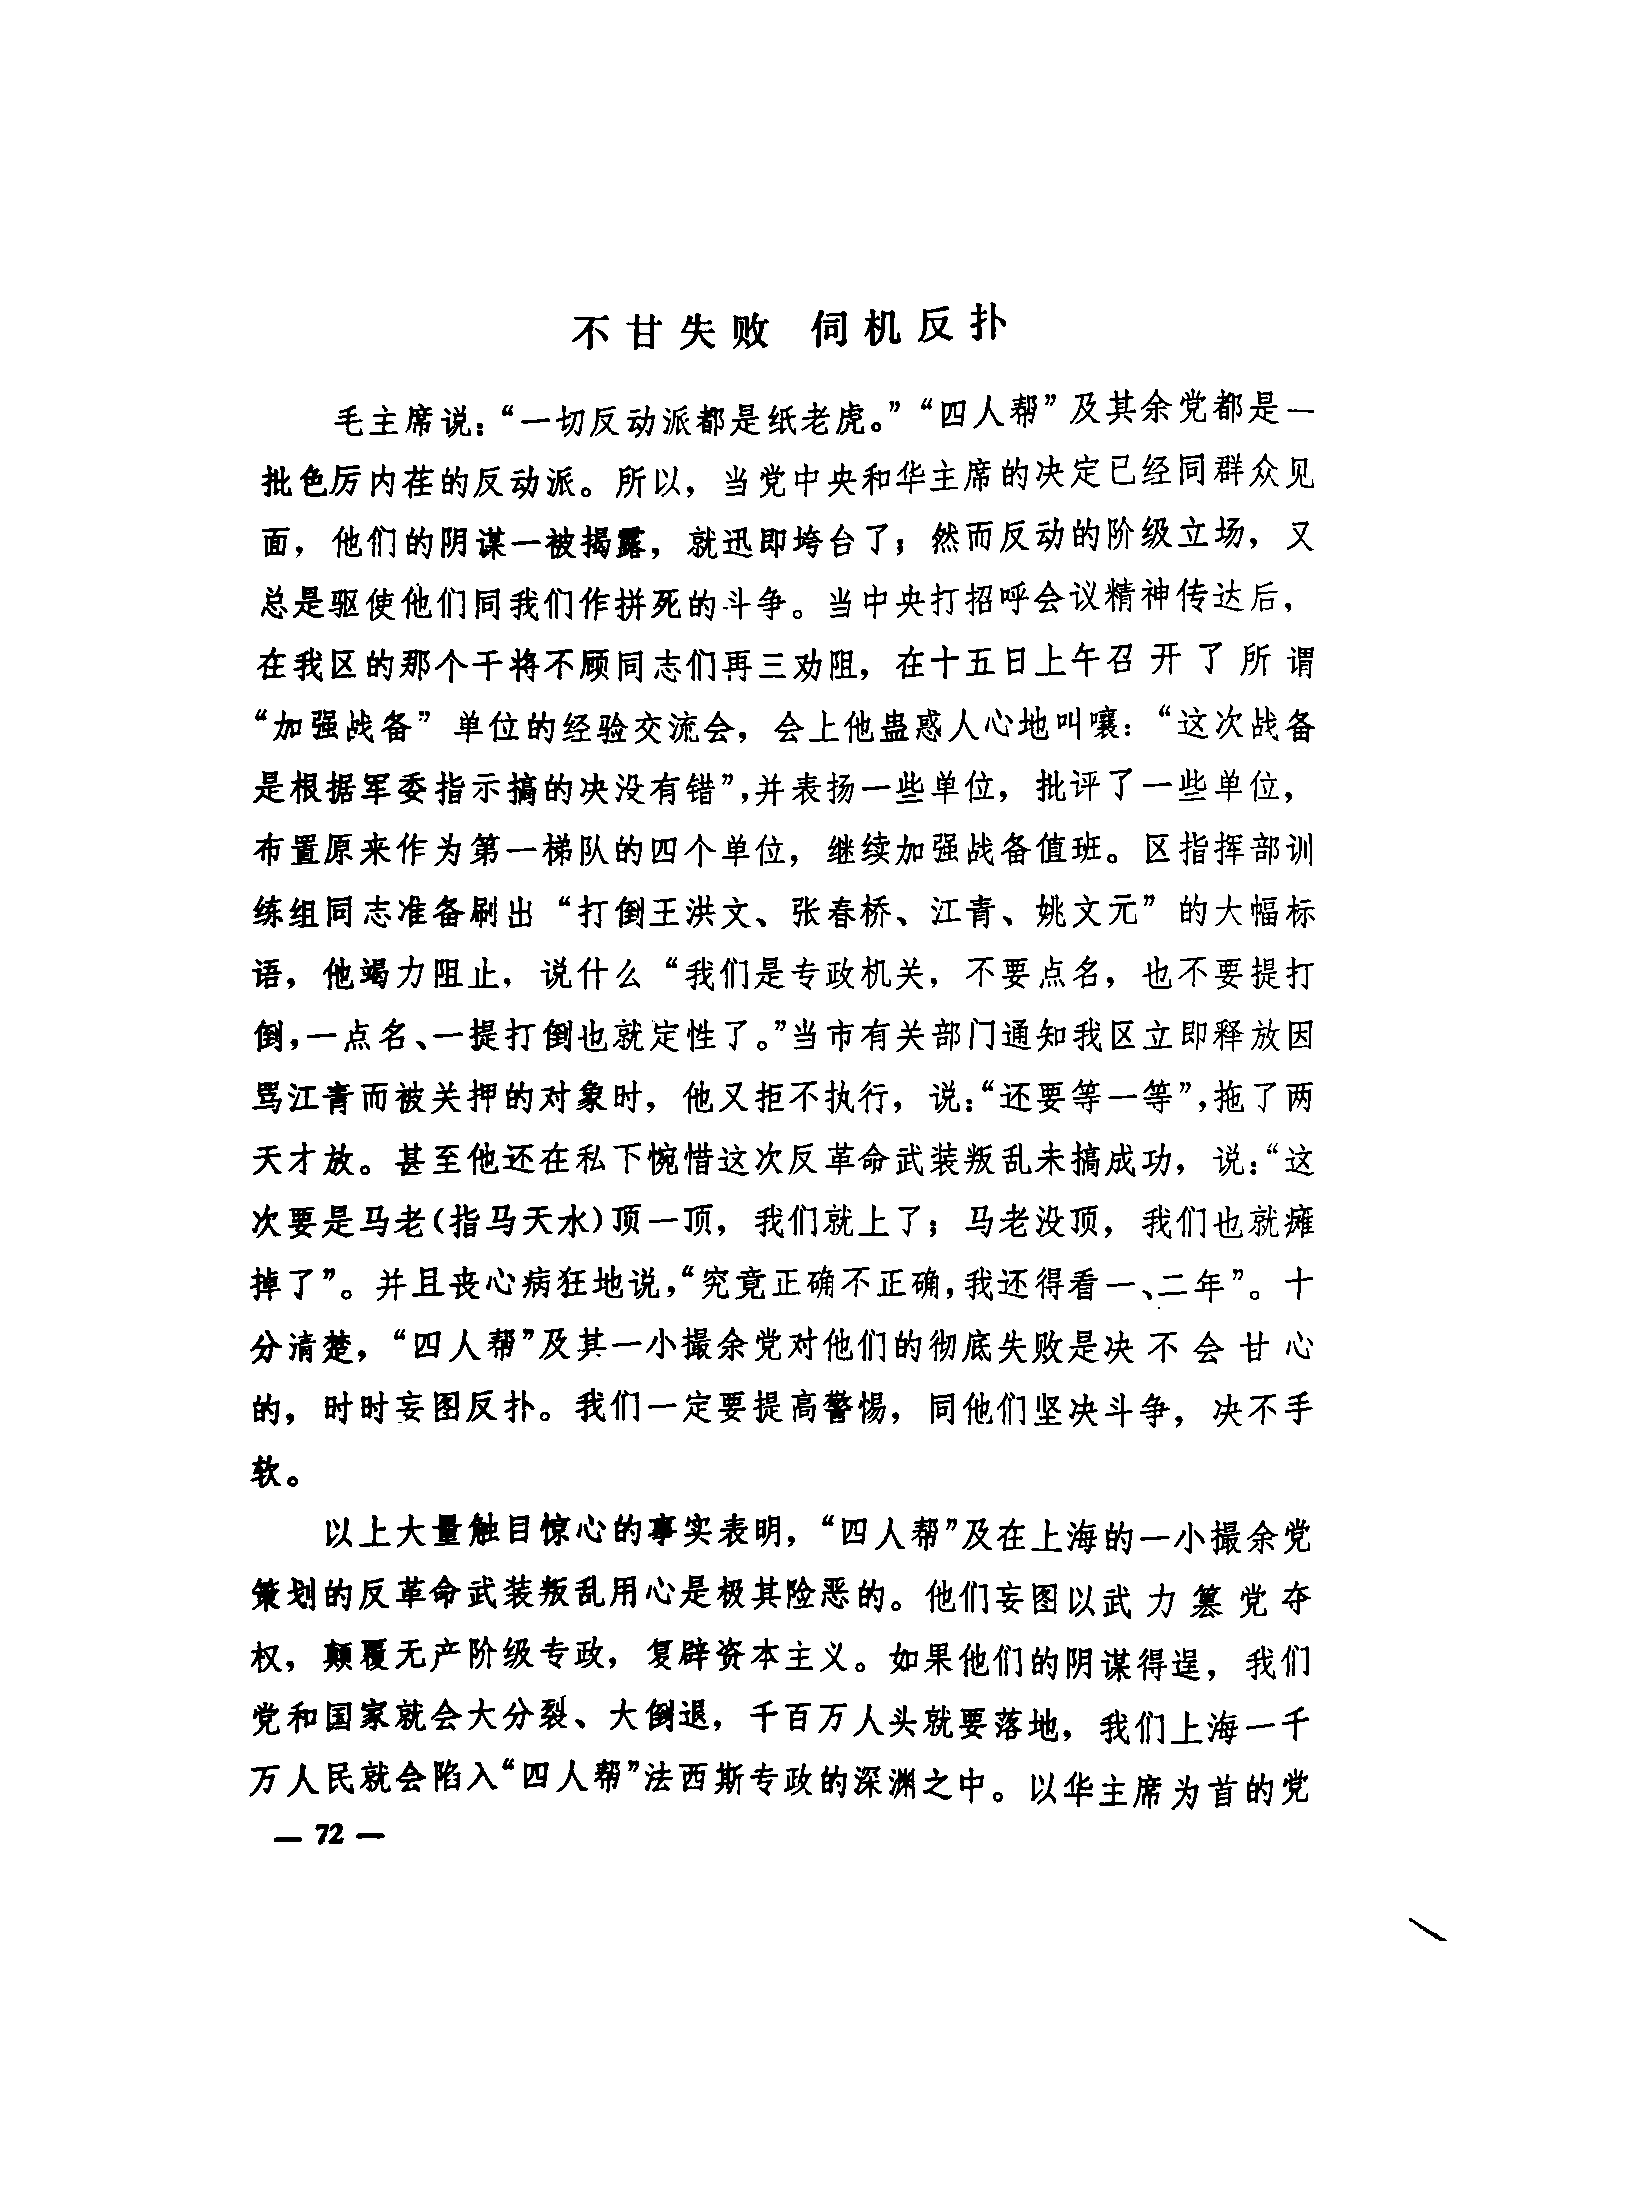 不甘失败 伺机反扑
毛主席说：“一切反动派都是纸老虎。”“四人帮”及其余党都是一
批色厉内荏的反动派。所以，当党中央和华主席的决定已经同群众见
面，他们的阴谋一被揭露，就迅即垮台了；然而反动的阶级立场，又
总是驱使他们同我们作拼死的斗争。当中央打招呼会议精神传达后，
在我区的那个干将不顾同志们再三劝阻，在十五日上午召开了所谓
“加强战备”单位的经验交流会，会上他蛊惑人心地叫嚷：“这次战备
是根据军委指示搞的决没有错”，并表扬一些单位，批评了一些单位，
布置原来作为第一梯队的四个单位，继续加强战备值班。区指挥部训
练组同志准备刷出“打倒王洪文、张春桥、江青、姚文元”的大幅标
语，他竭力阻止，说什么“我们是专政机关，不要点名，也不要提打
倒，一点名、一提打倒也就定性了。”当市有关部门通知我区立即释放因
骂江青而被关押的对象时，他又拒不执行，说：“还要等一等”，拖了两
天才放。甚至他还在私下惋惜这次反革命武装叛乱未搞成功，说：“这
次要是马老（指马天水）顶一顶，我们就上了；马老没顶，我们也就瘫
掉了”。并且丧心病狂地说，“究竟正确不正确，我还得看一、二年”。十
分清楚，“四人帮”及其一小撮余党对他们的彻底失败是决不会甘心
的，时时妄图反扑。我们一定要提高警惕，同他们坚决斗争，决不手
软。
以上大量触目惊心的事实表明，“四人帮”及在上海的一小撮余党
策划的反革命武装叛乱用心是极其险恶的。他们妄图以武力篡党夺
权，颠覆无产阶级专政，复辟资本主义。如果他们的阴谋得逞，我们
党和国家就会大分裂、大倒退，千百万人头就要落地，我们上海一千
万人民就会陷入“四人帮”法西斯专政的深渊之中。以华主席为首的党
— 72 —